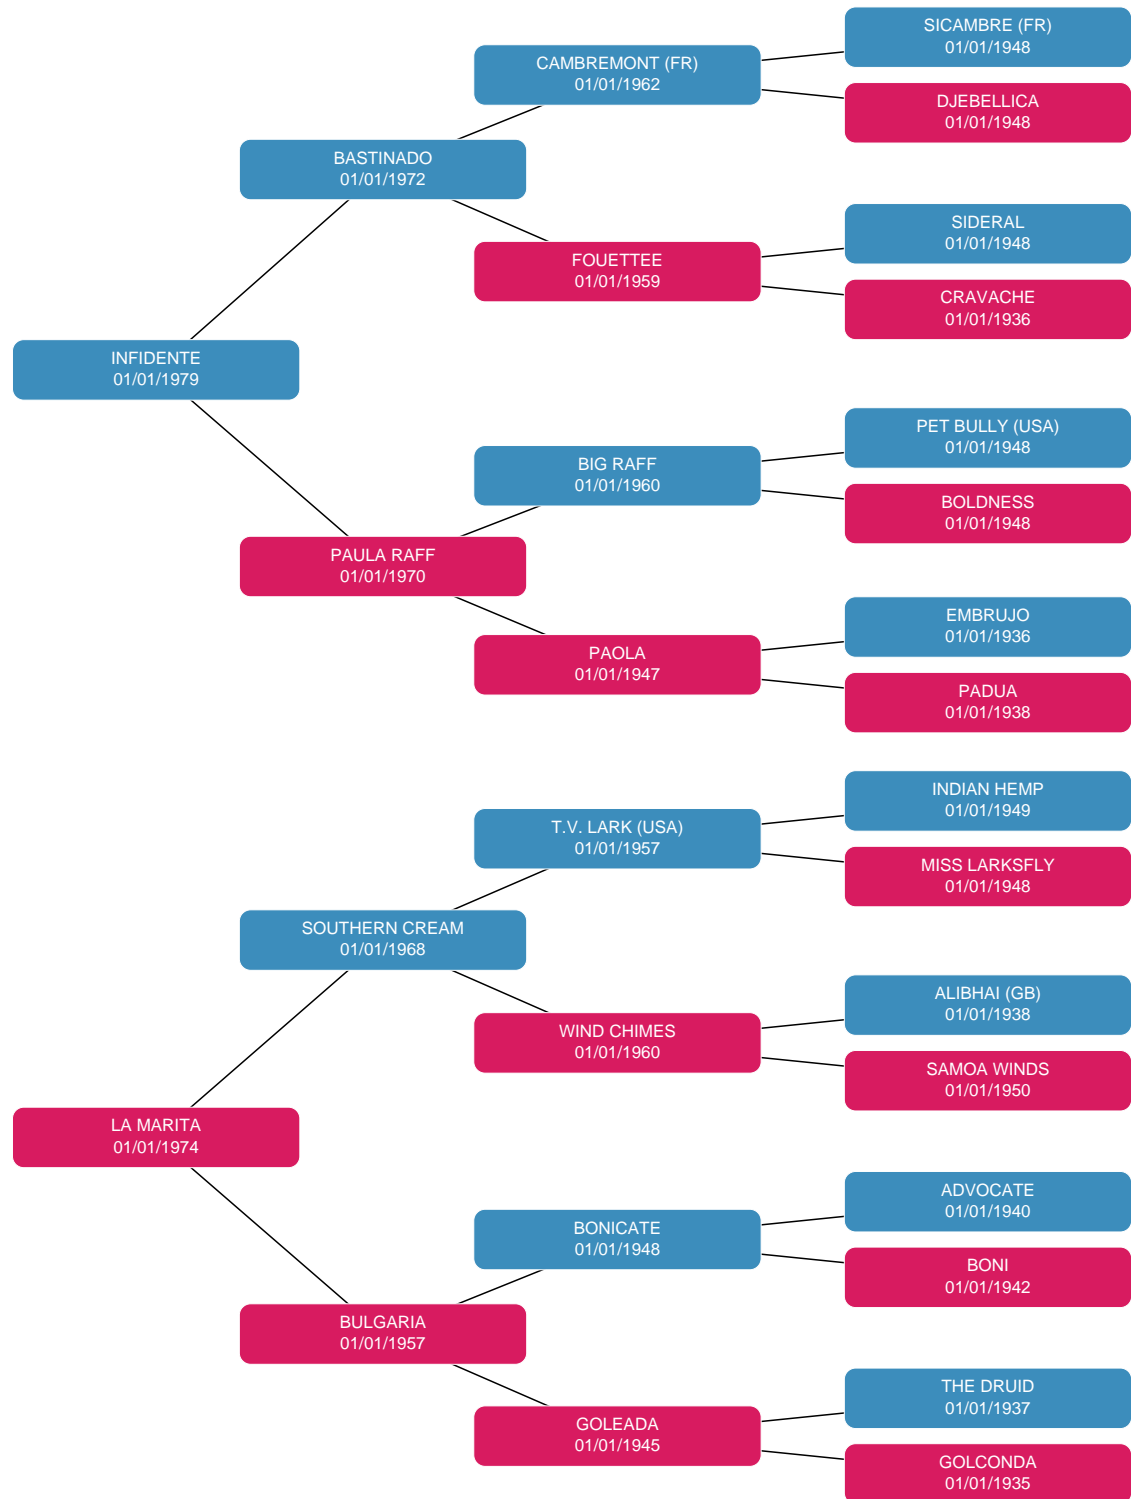 SICAMBRE (FR)
01/01/1948
CAMBREMONT (FR)
01/01/1962
DJEBELLICA
01/01/1948
BASTINADO
01/01/1972
SIDERAL
01/01/1948
FOUETTEE
01/01/1959
CRAVACHE
01/01/1936
INFIDENTE
01/01/1979
PET BULLY (USA)
01/01/1948
BIG RAFF
01/01/1960
BOLDNESS
01/01/1948
PAULA RAFF
01/01/1970
EMBRUJO
01/01/1936
PAOLA
01/01/1947
PADUA
01/01/1938
INDIAN HEMP
01/01/1949
T.V. LARK (USA)
01/01/1957
MISS LARKSFLY
01/01/1948
SOUTHERN CREAM
01/01/1968
ALIBHAI (GB)
01/01/1938
WIND CHIMES
01/01/1960
SAMOA WINDS
01/01/1950
LA MARITA
01/01/1974
ADVOCATE
01/01/1940
BONICATE
01/01/1948
BONI
01/01/1942
BULGARIA
01/01/1957
THE DRUID
01/01/1937
GOLEADA
01/01/1945
GOLCONDA
01/01/1935